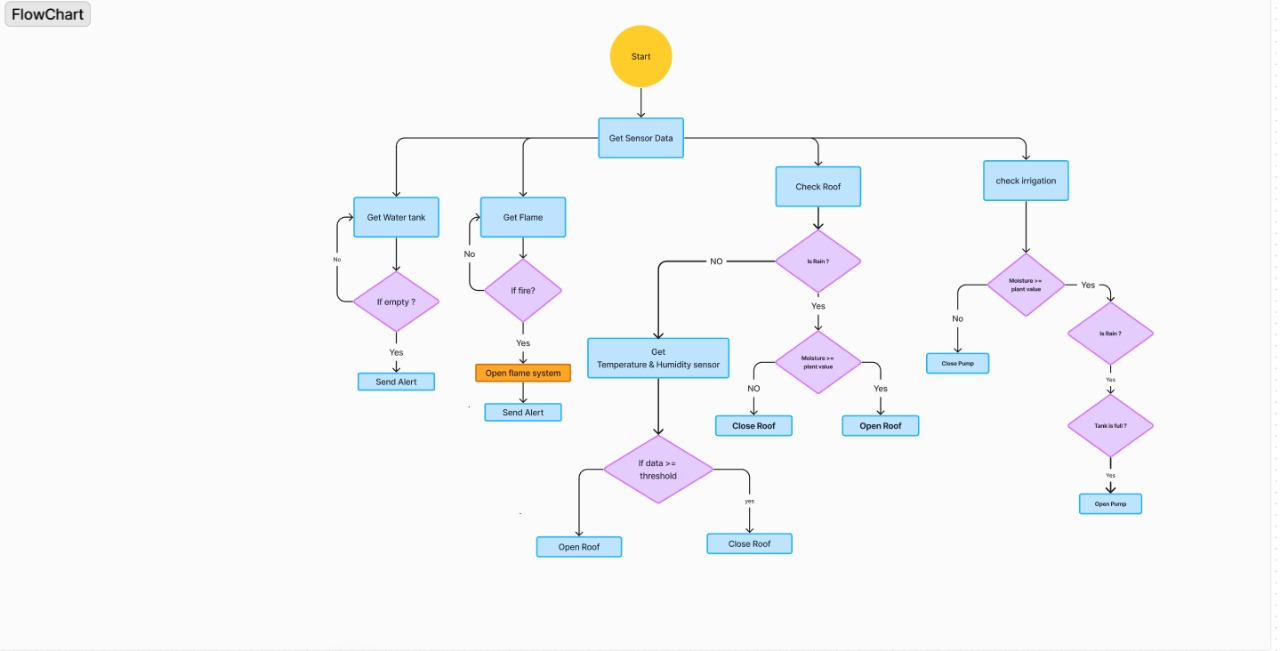 FlowChart
Start
Get Sensor Data
Check Roof
check irrigation
Get Water tank
Get Flame
No
No
NO
Is Rain ?
If empty ?
If fire?
Yes
Moisture >=
plant value
Yes
No
Is Rain ?
Yes
Yes
Get
Temperature & Humidity sensor
Moisture >=
plant value
Close Pump
Send Alert
Open flame system
NO
Yes
Yes
Send Alert
Close Roof
Open Roof
Tank is full ?
If data >=
threshold
Yes
yes
Open Pump
Open Roof
Close Roof